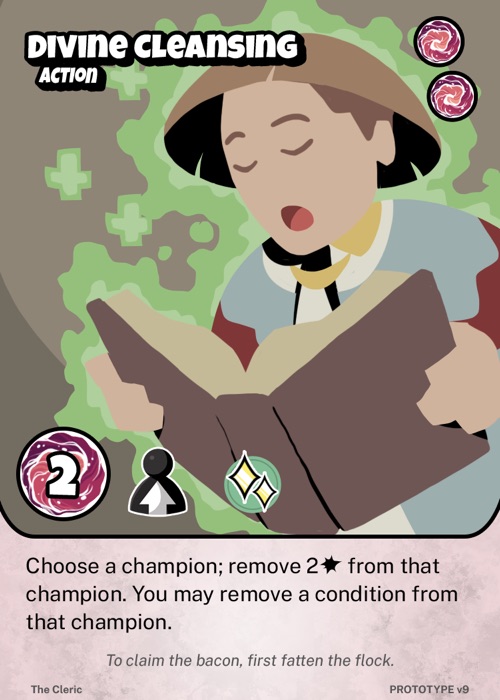 DIVINE CLEANSING
ACTION
2
Choose a champion; remove 2✸ from that
champion. You may remove a condition from
that champion.
To claim the bacon, first fatten the flock.
The Cleric
PROTOTYPE v9